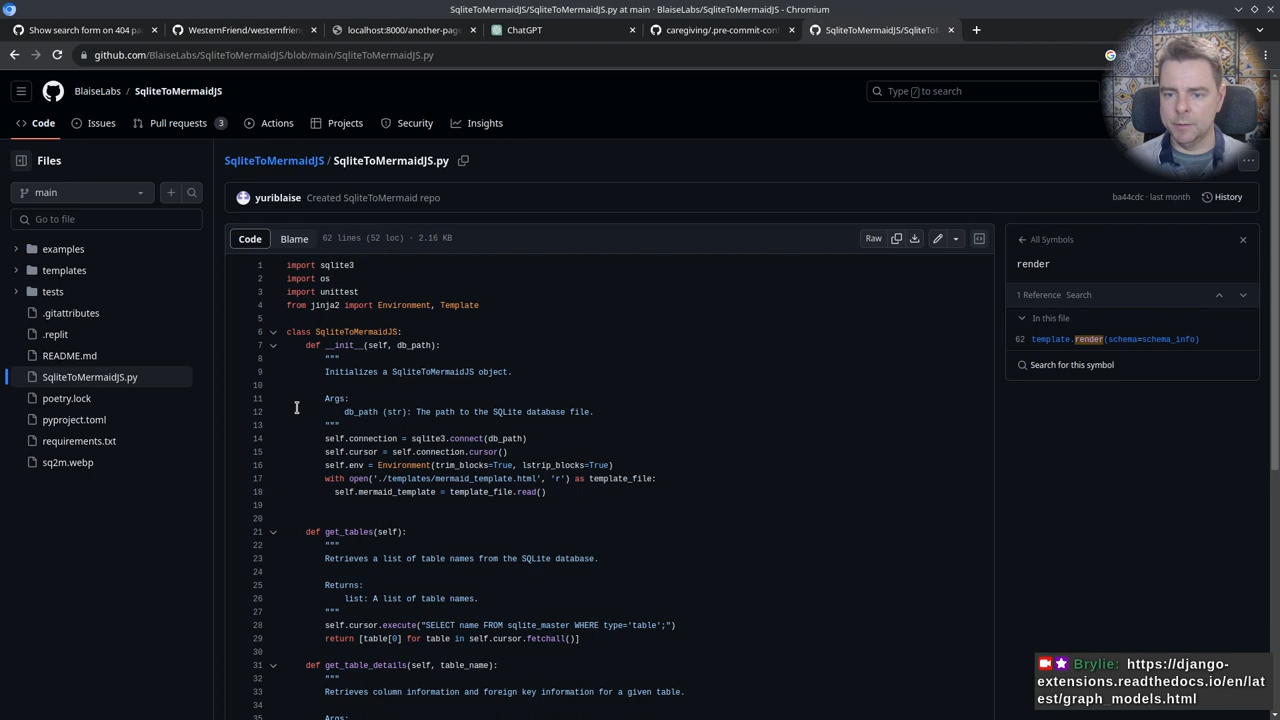 SqliteToMermaidJS/SqliteToMermaidJS.py at main · BlaiseLabs/SqliteToMermaidJS - Chromium
Show search form on 404 pa
WesternFriend/westernfrien
localhost:8000/another-page
ChatGPT
caregiving/.pre-commit-conf
SqliteToMermaidJS/SqliteToM
github.com/BlaiseLabs/SqliteToMermaidJS/blob/main/SqliteToMermaidJS.py
BlaiseLabs / SqliteToMermaidJS
Type / to search
Code
Issues
Pull requests 3
Actions
Projects
Security
Insights
Files
main
Go to file
examples
templates
tests
.gitattributes
.replit
README.md
SqliteToMermaidJS.py
poetry.lock
pyproject.toml
requirements.txt
sq2m.webp
SqliteToMermaidJS / SqliteToMermaidJS.py
yuriblaise Created SqliteToMermaid repo
ba44cdc · last month
History
Code
Blame
62 lines (52 loc) · 2.16 KB
Raw
1 import sqlite3
2 import os
3 import unittest
4 from jinja2 import Environment, Template
5
6 class SqliteToMermaidJS:
7 def __init__(self, db_path):
8 """
9 Initializes a SqliteToMermaidJS object.
10
11 Args:
12 db_path (str): The path to the SQLite database file.
13 """
14 self.connection = sqlite3.connect(db_path)
15 self.cursor = self.connection.cursor()
16 self.env = Environment(trim_blocks=True, lstrip_blocks=True)
17 with open('./templates/mermaid_template.html', 'r') as template_file:
18 self.mermaid_template = template_file.read()
19
20
21 def get_tables(self):
22 """
23 Retrieves a list of table names from the SQLite database.
24
25 Returns:
26 list: A list of table names.
27 """
28 self.cursor.execute("SELECT name FROM sqlite_master WHERE type='table';")
29 return [table[0] for table in self.cursor.fetchall()]
30
31 def get_table_details(self, table_name):
32 """
33 Retrieves column information and foreign key information for a given table.
34
35 Args:
All Symbols
render
1 Reference Search
In this file
62 template.render(schema=schema_info)
Search for this symbol
Brylie: https://django-
extensions.readthedocs.io/en/lat
est/graph_models.html